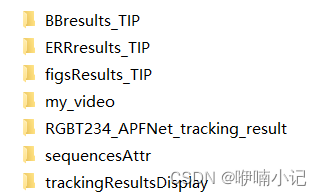 BBresults_TIP
ERRresults_TIP
figsResults_TIP
my_video
RGBT234_APFNet_tracking_result
sequencesAttr
trackingResultsDisplay
CSDN @咿喃小记